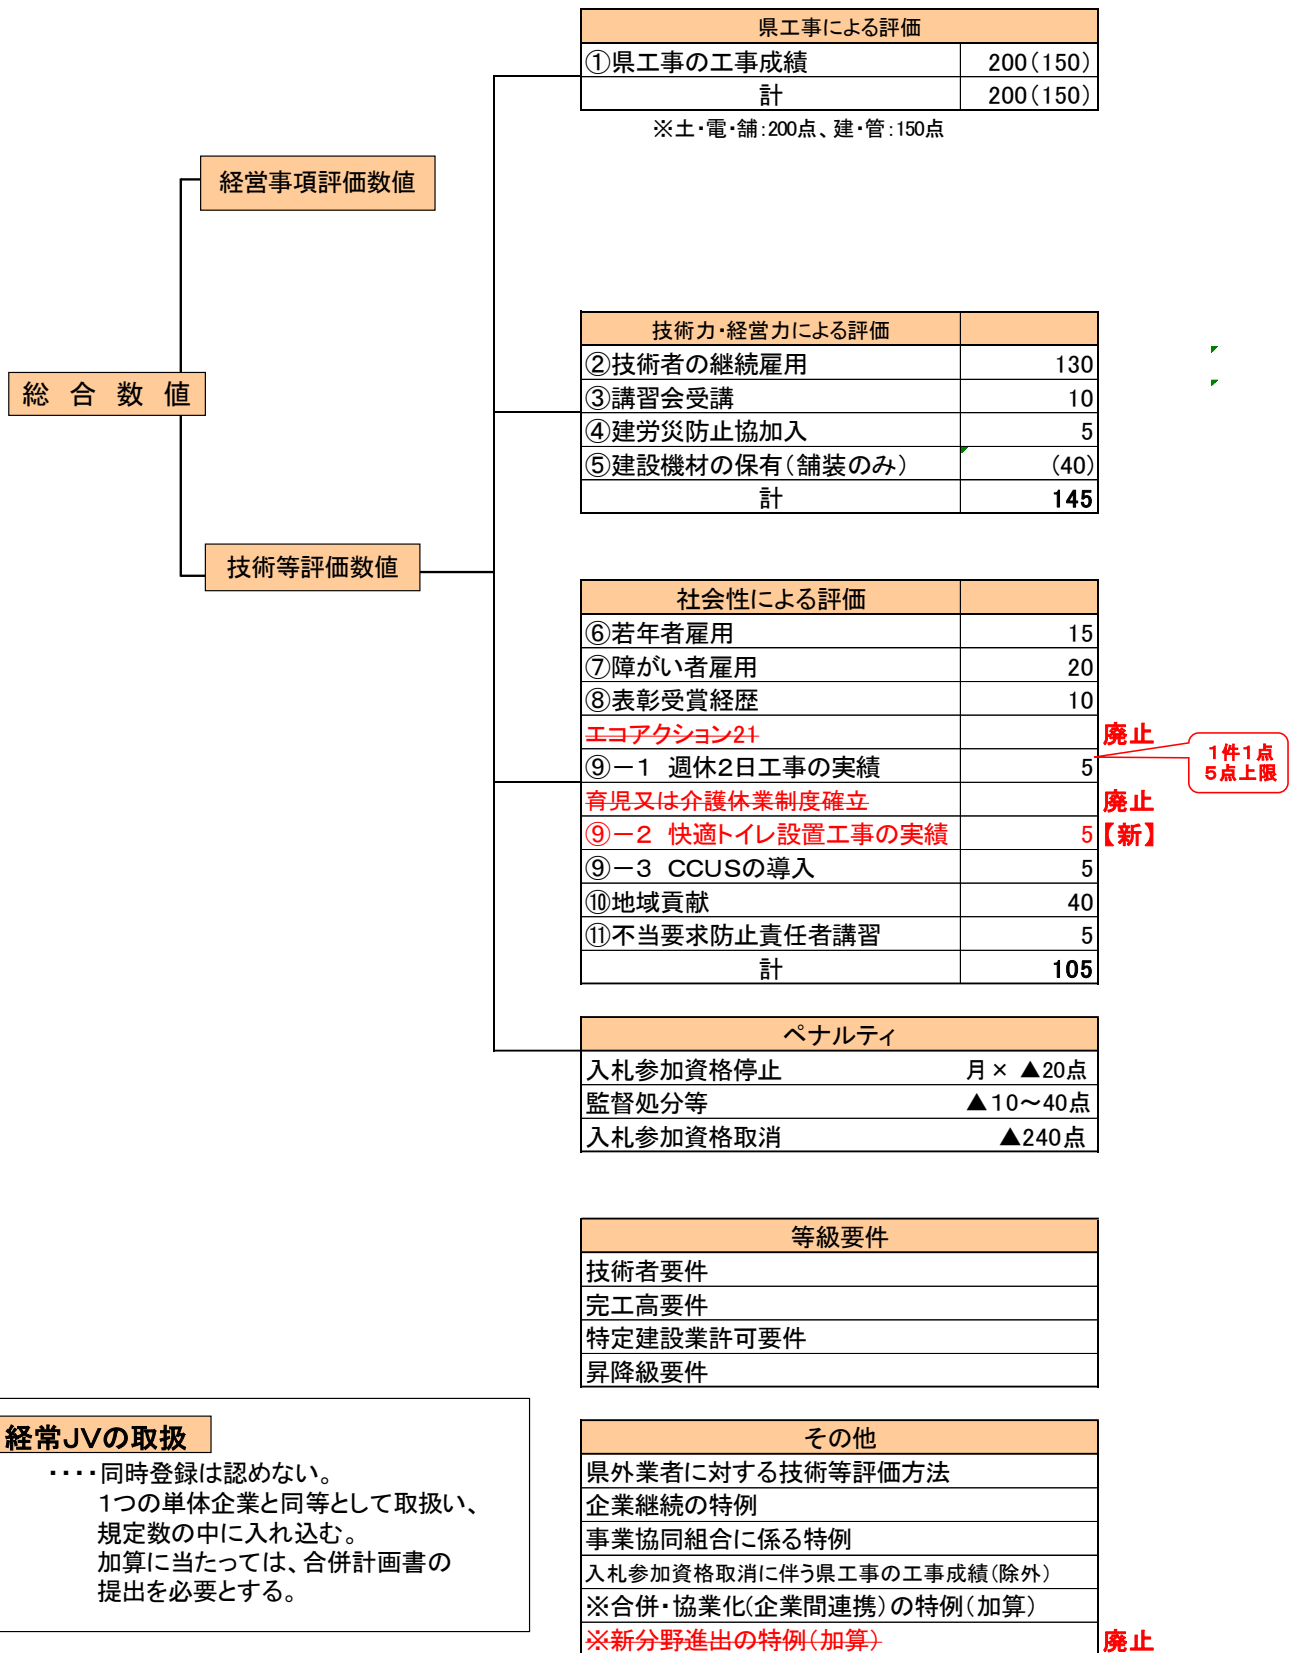 県工事による評価
①県工事の工事成績 200(150)
計 200(150)
※土・電・舗:200点、建・管:150点
経営事項評価数値
総 合 数 値
技術等評価数値
技術力・経営力による評価
②技術者の継続雇用 130
③講習会受講 10
④建労災防止協加入 5
⑤建設機材の保有(舗装のみ) (40)
計 145
社会性による評価
⑥若年者雇用 15
⑦障がい者雇用 20
⑧表彰受賞経歴 10
エコアクション21 廃止
⑨－1 週休2日工事の実績 5
1件1点
5点上限
育児又は介護休業制度確立 廃止
⑨－2 快適トイレ設置工事の実績 5【新】
⑨－3 CCUSの導入 5
⑩地域貢献 40
⑪不当要求防止責任者講習 5
計 105
ペナルティ
入札参加資格停止 月× ▲20点
監督処分等 ▲10～40点
入札参加資格取消 ▲240点
等級要件
技術者要件
完工高要件
特定建設業許可要件
昇降級要件
経常JVの取扱
・・・・同時登録は認めない。
1つの単体企業と同等として取扱い、
規定数の中に入れ込む。
加算に当たっては、合併計画書の
提出を必要とする。
その他
県外業者に対する技術等評価方法
企業継続の特例
事業協同組合に係る特例
入札参加資格取消に伴う県工事の工事成績(除外)
※合併・協業化(企業間連携)の特例(加算)
※新分野進出の特例(加算) 廃止